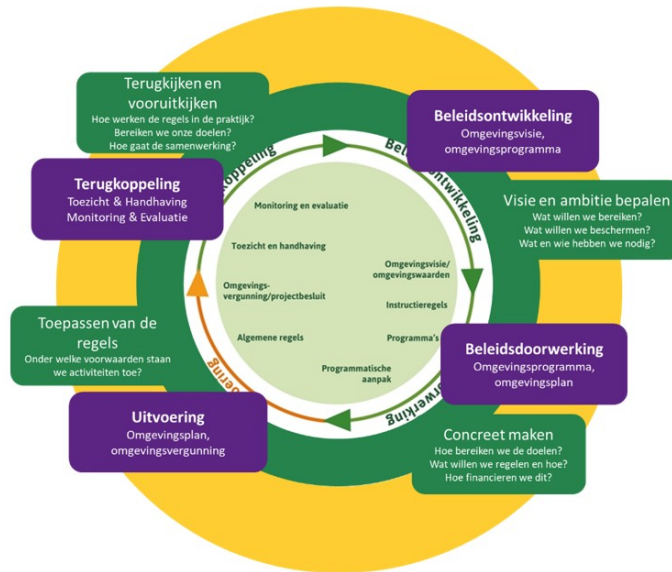 Terugkijken en
vooruitkijken
Hoe werken de regels in de praktijk?
Bereiken we onze doelen?
Hoe gaat de samenwerking?
Beleidsontwikkeling
Omgevingsvisie,
omgevingsprogramma
Terugkoppeling
Toezicht & Handhaving
Monitoring & Evaluatie
Visie en ambitie bepalen
Wat willen we bereiken?
Wat willen we beschermen?
Wat en wie hebben we nodig?
Monitoring en evaluatie
Toezicht en handhaving
Omgevings-
vergunning/projectbesluit
Algemene regels
Omgevingsvisie/
omgevingswaarden
Instructieregels
Programma's
Programmatische
aanpak
Toepassen van de
regels
Onder welke voorwaarden staan
we activiteiten toe?
Beleidsdoorwerking
Omgevingsprogramma,
omgevingsplan
Uitvoering
Omgevingsplan,
omgevingsvergunning
Concreet maken
Hoe bereiken we de doelen?
Wat willen we regelen en hoe?
Hoe financieren we dit?